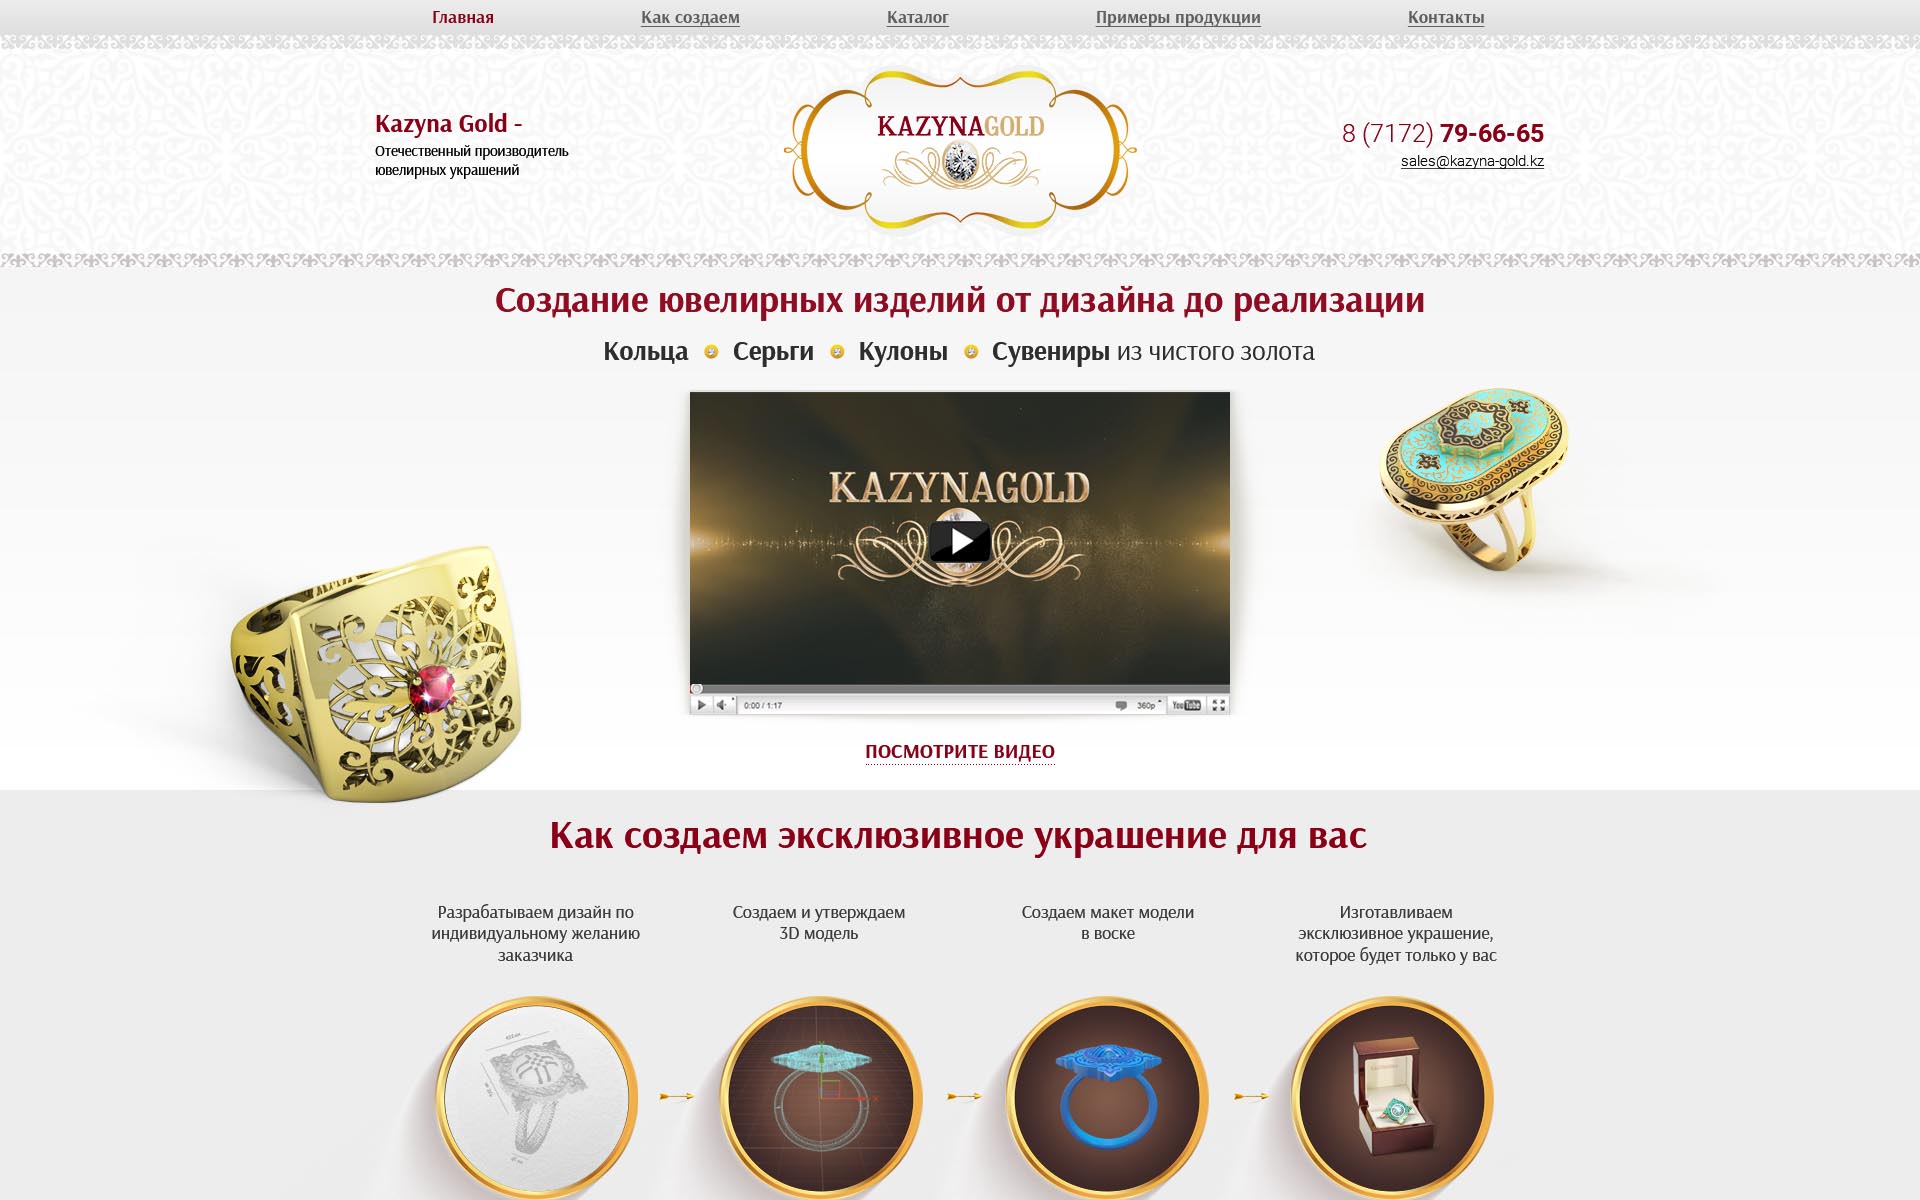 Главная
Как создаем
Каталог
Примеры продукции
Контакты
Kazyna Gold -
Отечественный производитель
ювелирных украшений
KAZYNAGOLD
8 (7172) 79-66-65
sales@kazyna-gold.kz
Создание ювелирных изделий от дизайна до реализации
Кольца Серьги Кулоны Сувениры из чистого золота
KAZYNAGOLD
0:00 / 1:17
360p
YouTube
ПОСМОТРИТЕ ВИДЕО
Как создаем эксклюзивное украшение для вас
Разрабатываем дизайн по
индивидуальному желанию
заказчика
Создаем и утверждаем
3D модель
Создаем макет модели
в воске
Изготавливаем
эксклюзивное украшение,
которое будет только у вас